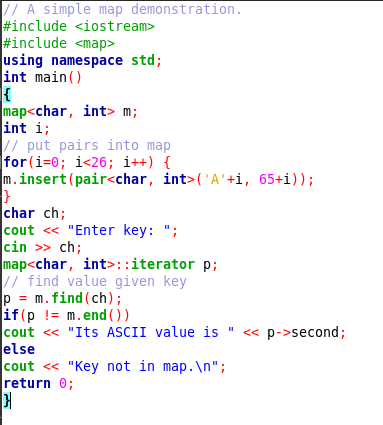 // A simple map demonstration.
#include <iostream>
#include <map>
using namespace std;
int main()
{
map<char, int> m;
int i;
// put pairs into map
for(i=0; i<26; i++) {
m.insert(pair<char, int>('A'+i, 65+i));
}
char ch;
cout << "Enter key: ";
cin >> ch;
map<char, int>::iterator p;
// find value given key
p = m.find(ch);
if(p != m.end())
cout << "Its ASCII value is " << p->second;
else
cout << "Key not in map.\n";
return 0;
}